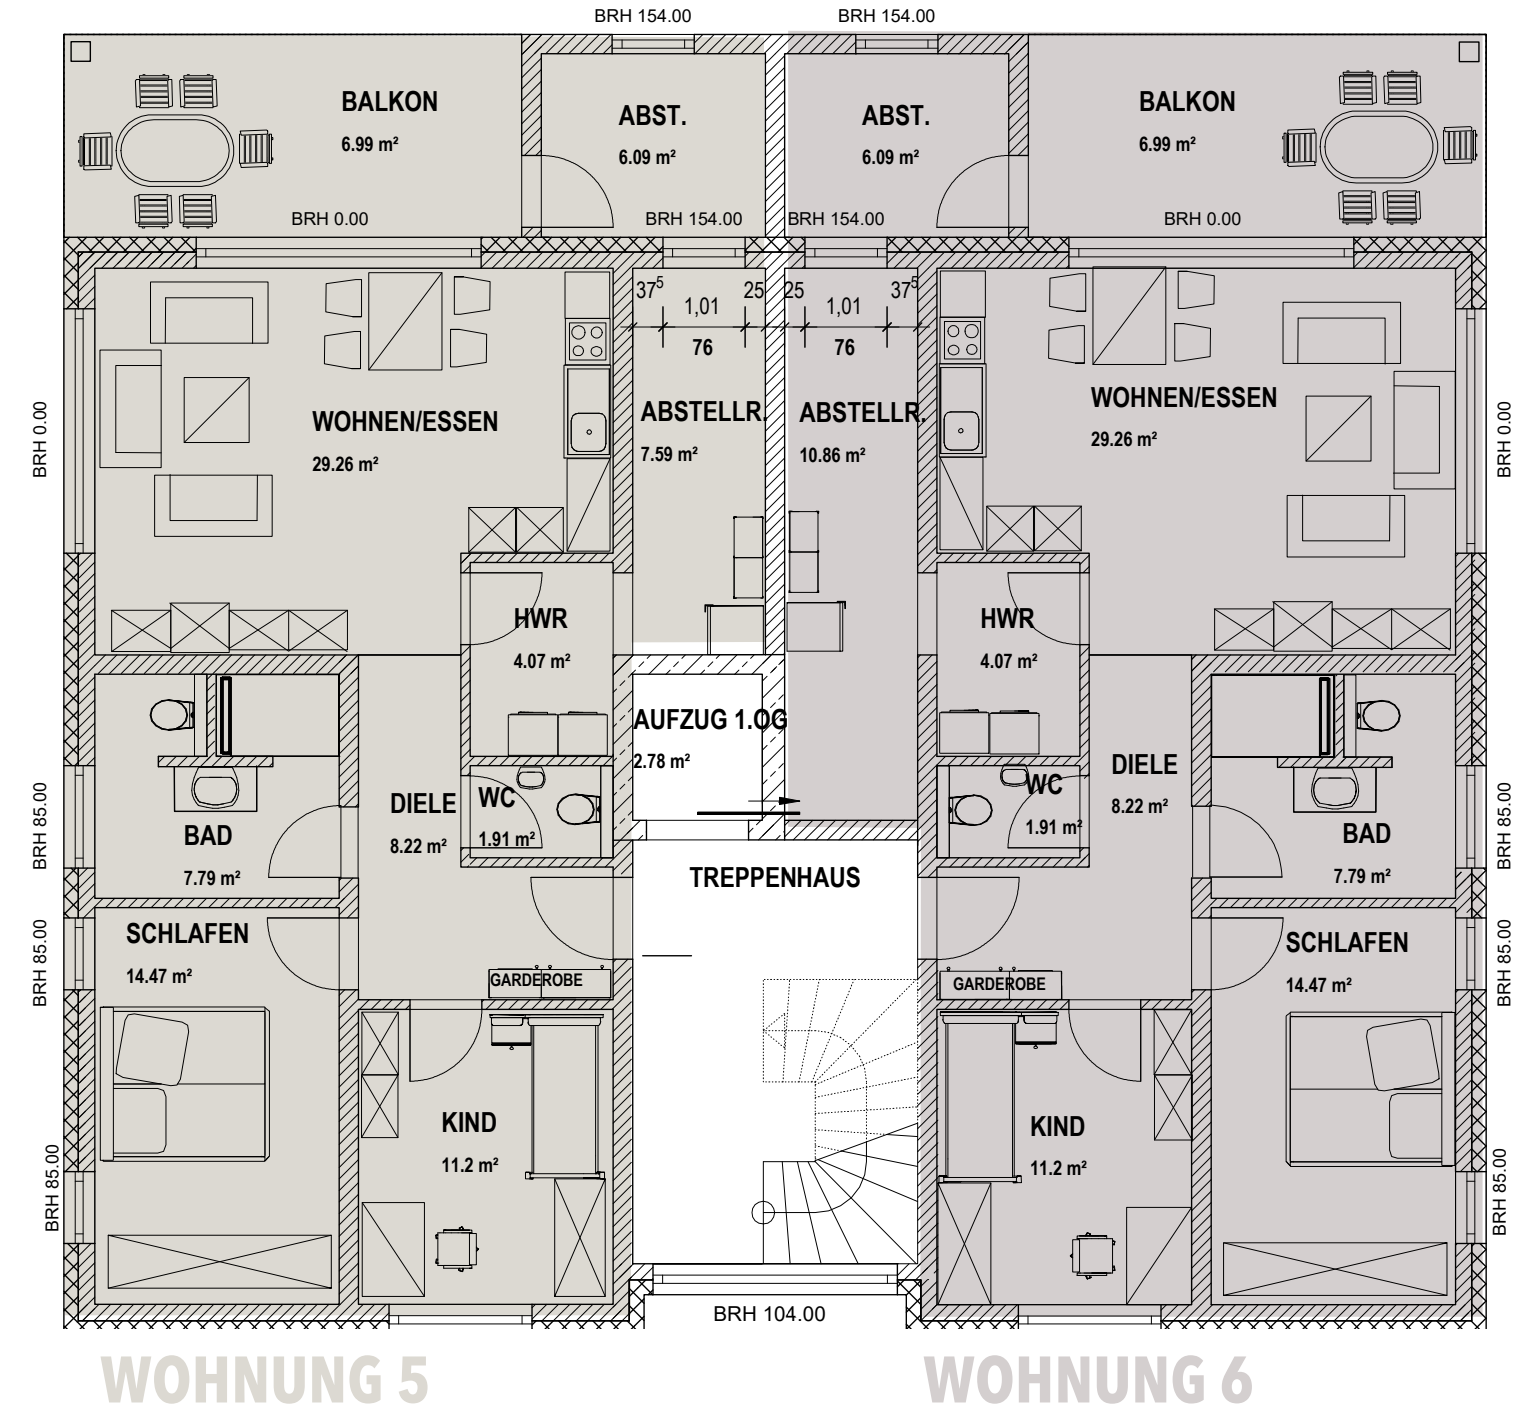 BRH 154.00
BRH 154.00
BALKON
6.99 m²
ABST.
6.09 m²
ABST.
6.09 m²
BALKON
6.99 m²
BRH 0.00
BRH 154.00
BRH 154.00
BRH 0.00
37⁵
1,01
25
25
1,01
37⁵
76
76
BRH 0.00
WOHNEN/ESSEN
29.26 m²
ABSTELLR.
7.59 m²
ABSTELLR.
10.86 m²
WOHNEN/ESSEN
29.26 m²
BRH 0.00
HWR
4.07 m²
HWR
4.07 m²
AUFZUG 1.OG
2.78 m²
BRH 85.00
BAD
7.79 m²
DIELE
8.22 m²
WC
1.91 m²
WC
1.91 m²
DIELE
8.22 m²
BAD
7.79 m²
BRH 85.00
TREPPENHAUS
BRH 85.00
SCHLAFEN
14.47 m²
GARDEROBE
GARDEROBE
SCHLAFEN
14.47 m²
BRH 85.00
BRH 85.00
KIND
11.2 m²
KIND
11.2 m²
BRH 85.00
BRH 104.00
WOHNUNG 5
WOHNUNG 6